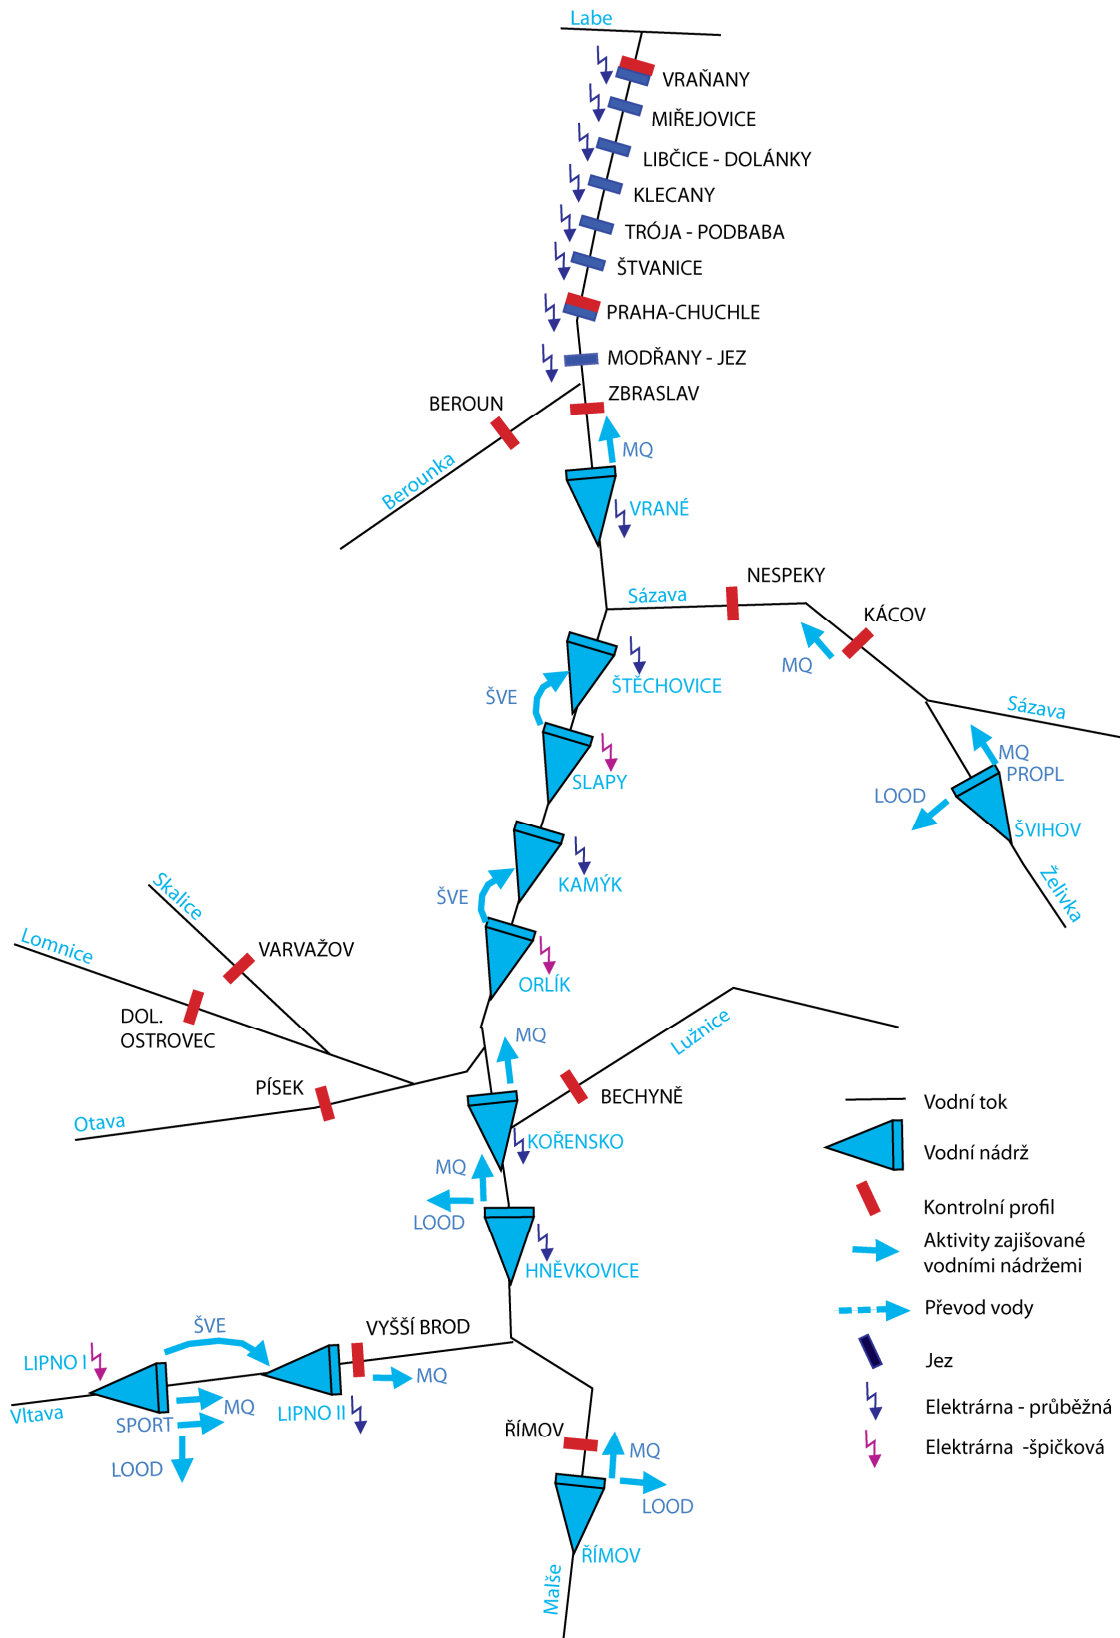 Labe
VRAŇANY
MIŘEJOVICE
LIBČICE - DOLÁNKY
KLECANY
TRÓJA - PODBABA
ŠTVANICE
PRAHA-CHUCHLE
MODŘANY - JEZ
ZBRASLAV
BEROUN
MQ
Berounka
VRANÉ
NESPEKY
Sázava
KÁCOV
MQ
ŠTĚCHOVICE
ŠVE
Sázava
MQ
PROPL
SLAPY
LOOD
ŠVIHOV
KAMÝK
ŠVE
Želivka
Skalice
Lomnice
VARVAŽOV
ORLÍK
DOL.
OSTROVEC
MQ
Lužnice
PÍSEK
BECHYNĚ
Otava
KOŘENSKO
MQ
LOOD
HNĚVKOVICE
Vodní tok
Vodní nádrž
Kontrolní profil
Aktivity zajišované
vodními nádržemi
Převod vody
Jez
Elektrárna - průběžná
Elektrárna -špičková
ŠVE
VYŠŠÍ BROD
LIPNO I
MQ
MQ
Vltava
SPORT
LIPNO II
LOOD
ŘÍMOV
MQ
LOOD
ŘÍMOV
Malše